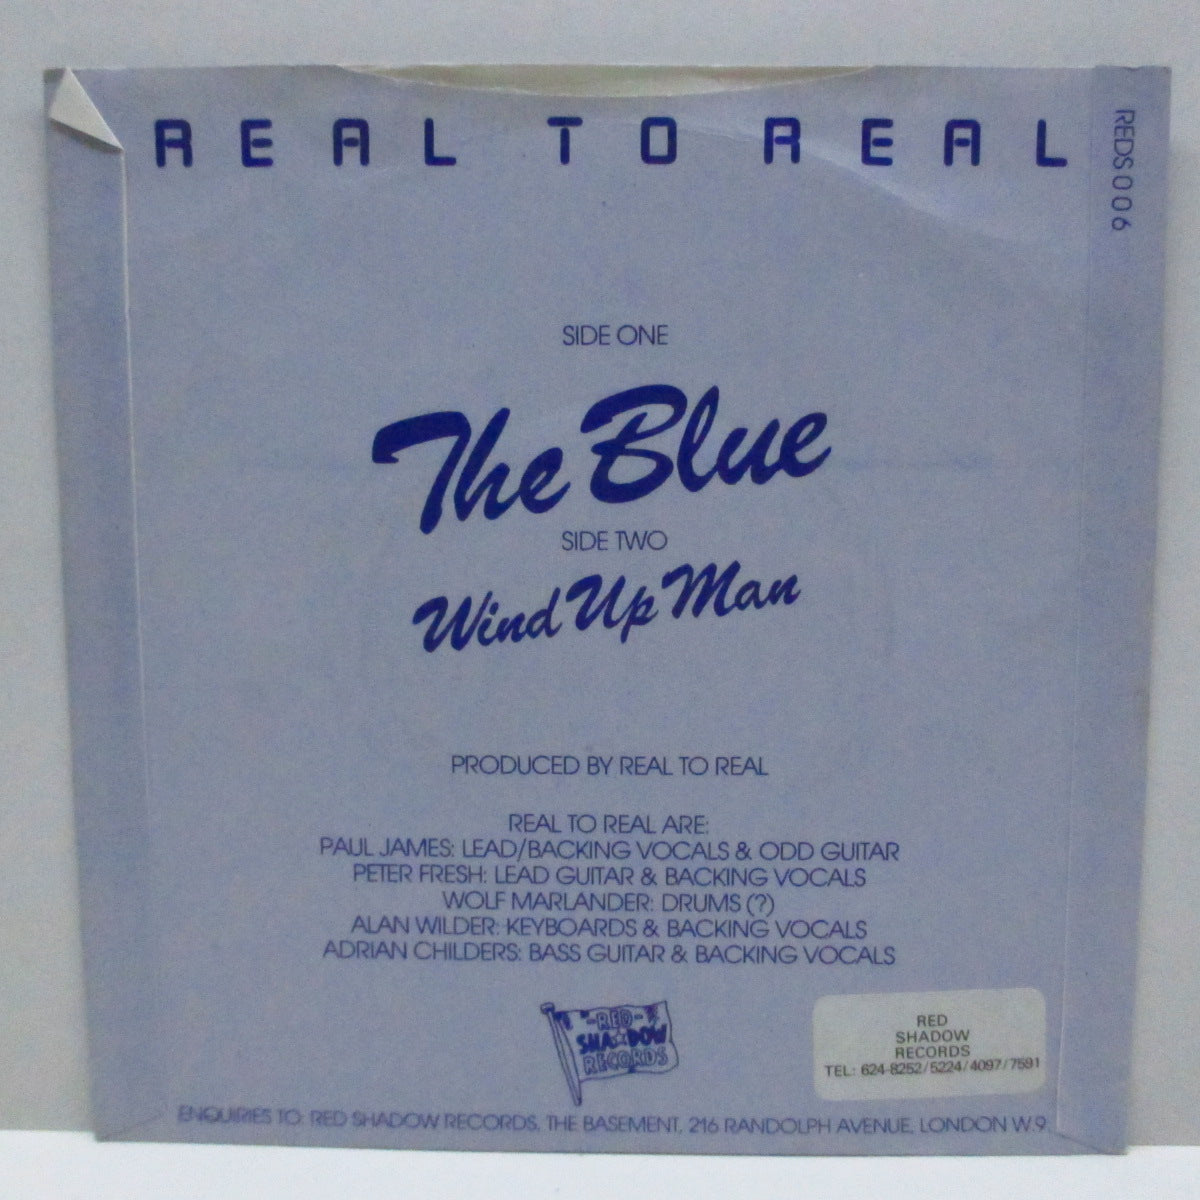 REAL TO REAL
REDS 006
SIDE ONE
The Blue
SIDE TWO
Wind Up Man
PRODUCED BY REAL TO REAL
REAL TO REAL ARE:
PAUL JAMES: LEAD/BACKING VOCALS & ODD GUITAR
PETER FRESH: LEAD GUITAR & BACKING VOCALS
WOLF MARLANDER: DRUMS (?)
ALAN WILDER: KEYBOARDS & BACKING VOCALS
ADRIAN CHILDERS: BASS GUITAR & BACKING VOCALS
-RED-
SHADOW
RECORDS
RED
SHADOW
RECORDS
TEL: 624-8252/5224/4097/7591
ENQUIRIES TO: RED SHADOW RECORDS, THE BASEMENT, 216 RANDOLPH AVENUE, LONDON W.9.